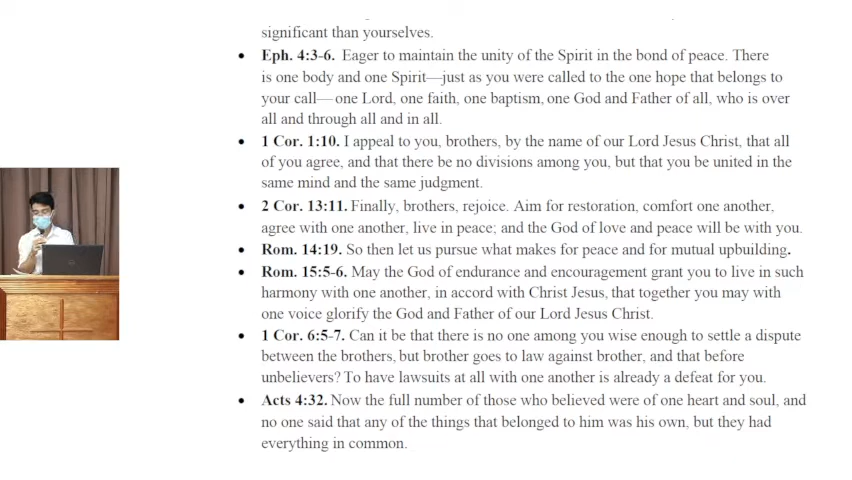 significant than yourselves.
• Eph. 4:3-6. Eager to maintain the unity of the Spirit in the bond of peace. There
is one body and one Spirit—just as you were called to the one hope that belongs to
your call— one Lord, one faith, one baptism, one God and Father of all, who is over
all and through all and in all.
• 1 Cor. 1:10. I appeal to you, brothers, by the name of our Lord Jesus Christ, that all
of you agree, and that there be no divisions among you, but that you be united in the
same mind and the same judgment.
• 2 Cor. 13:11. Finally, brothers, rejoice. Aim for restoration, comfort one another,
agree with one another, live in peace; and the God of love and peace will be with you.
• Rom. 14:19. So then let us pursue what makes for peace and for mutual upbuilding.
• Rom. 15:5-6. May the God of endurance and encouragement grant you to live in such
harmony with one another, in accord with Christ Jesus, that together you may with
one voice glorify the God and Father of our Lord Jesus Christ.
• 1 Cor. 6:5-7. Can it be that there is no one among you wise enough to settle a dispute
between the brothers, but brother goes to law against brother, and that before
unbelievers? To have lawsuits at all with one another is already a defeat for you.
• Acts 4:32. Now the full number of those who believed were of one heart and soul, and
no one said that any of the things that belonged to him was his own, but they had
everything in common.